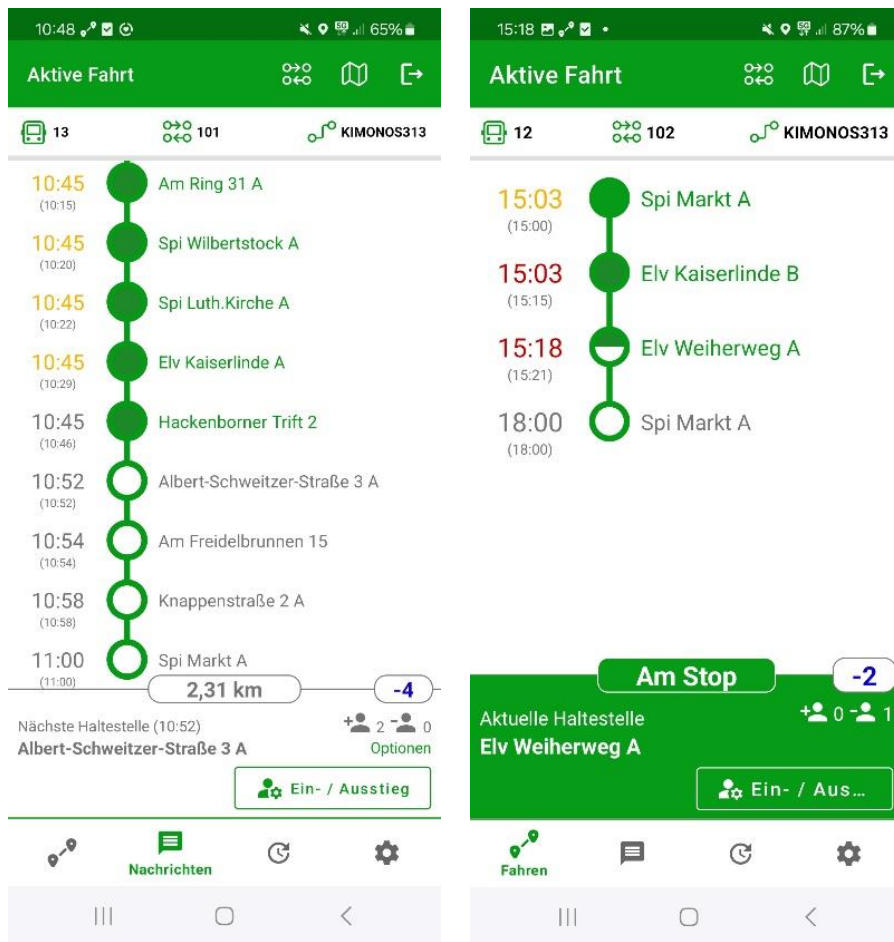 10:48 5G 65%
Aktive Fahrt
13 101 KIMONOS313
10:45 Am Ring 31 A
(10:15)
10:45 Spi Wilbertstock A
(10:20)
10:45 Spi Luth.Kirche A
(10:22)
10:45 Elv Kaiserlinde A
(10:29)
10:45 Hackenborner Trift 2
(10:46)
10:52 Albert-Schweitzer-Straße 3 A
(10:52)
10:54 Am Freidelbrunnen 15
(10:54)
10:58 Knappenstraße 2 A
(10:58)
11:00 Spi Markt A
(11:00)
2,31 km -4
Nächste Haltestelle (10:52) + 2 - 0
Albert-Schweitzer-Straße 3 A Optionen
Ein- / Ausstieg
Nachrichten
15:18 5G 87%
Aktive Fahrt
12 102 KIMONOS313
15:03 Spi Markt A
(15:00)
15:03 Elv Kaiserlinde B
(15:15)
15:18 Elv Weiherweg A
(15:21)
18:00 Spi Markt A
(18:00)
Am Stop -2
Aktuelle Haltestelle + 0 - 1
Elv Weiherweg A
Ein- / Aus...
Fahren